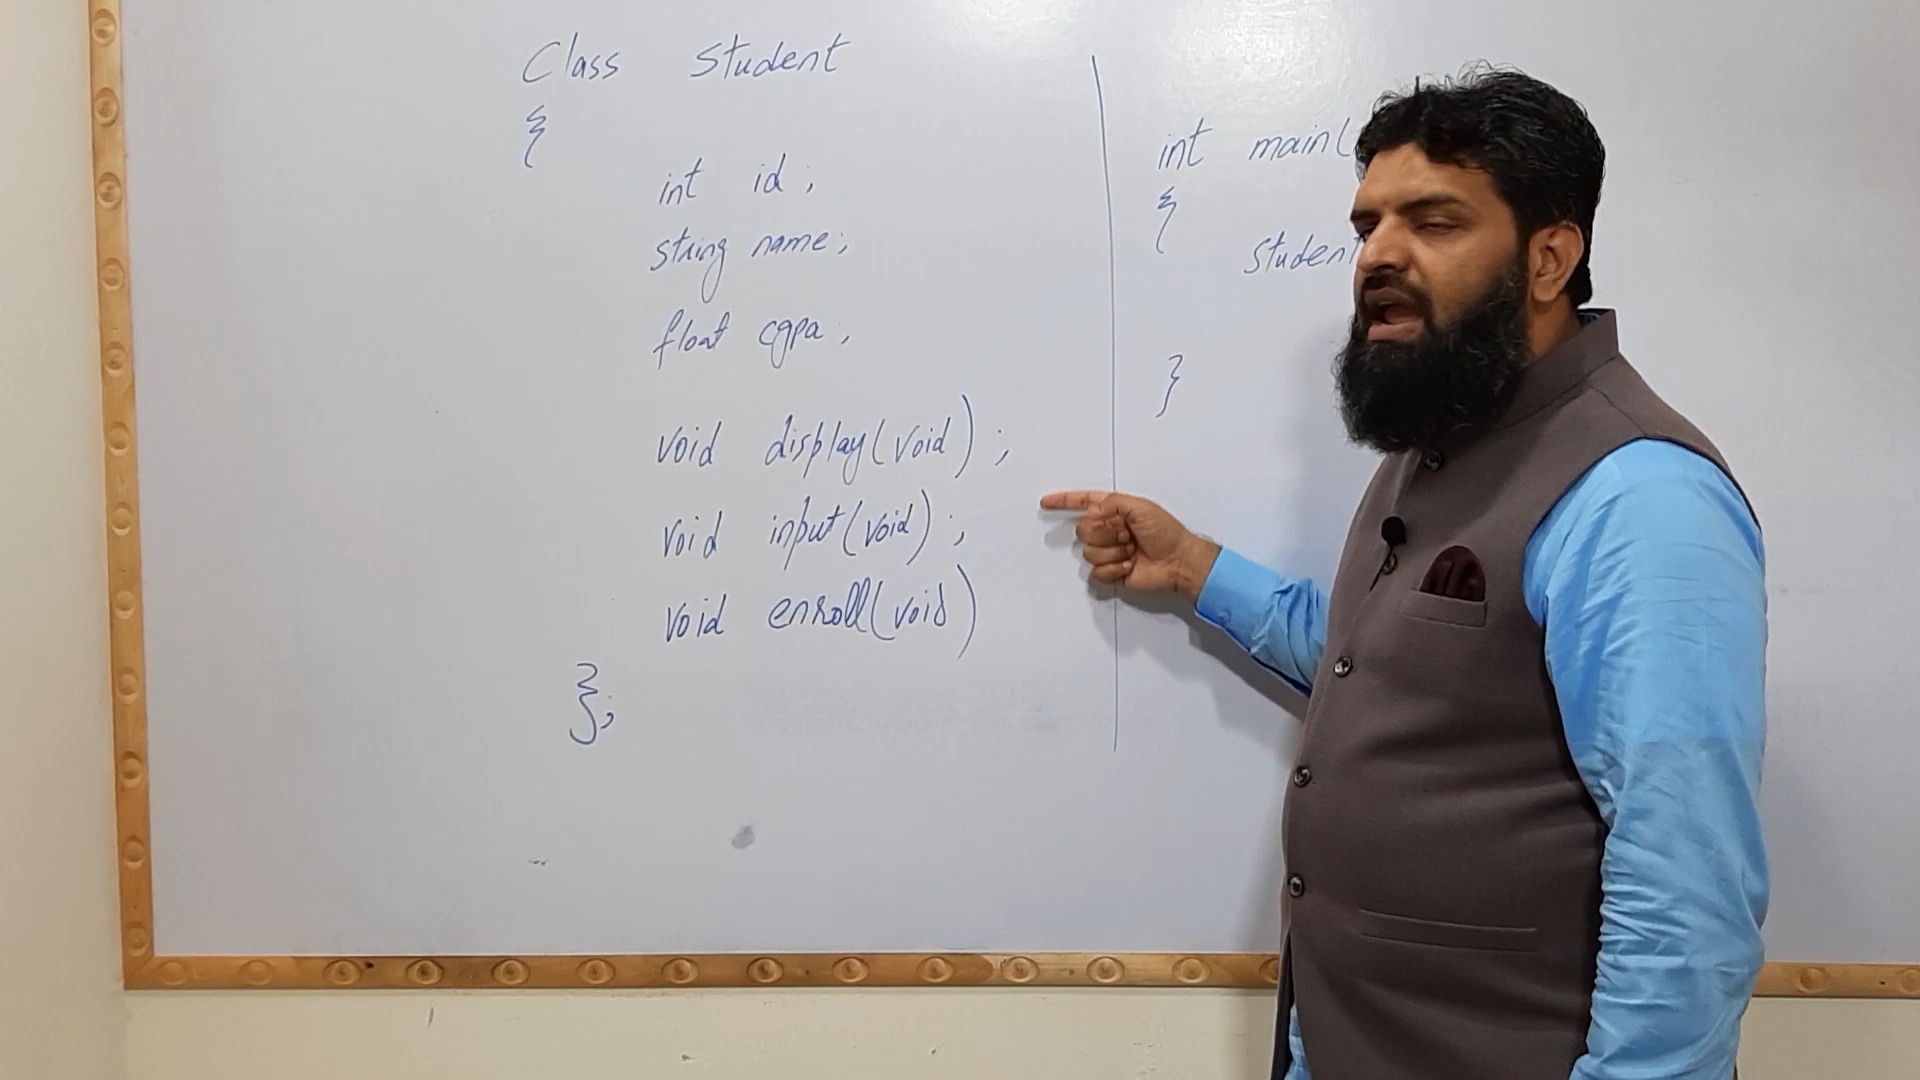 Class Student
{
int id ;
string name ;
float cgpa ;
void display(void) ;
void input(void) ;
void enroll(void)
};
int main(
{
Student
}